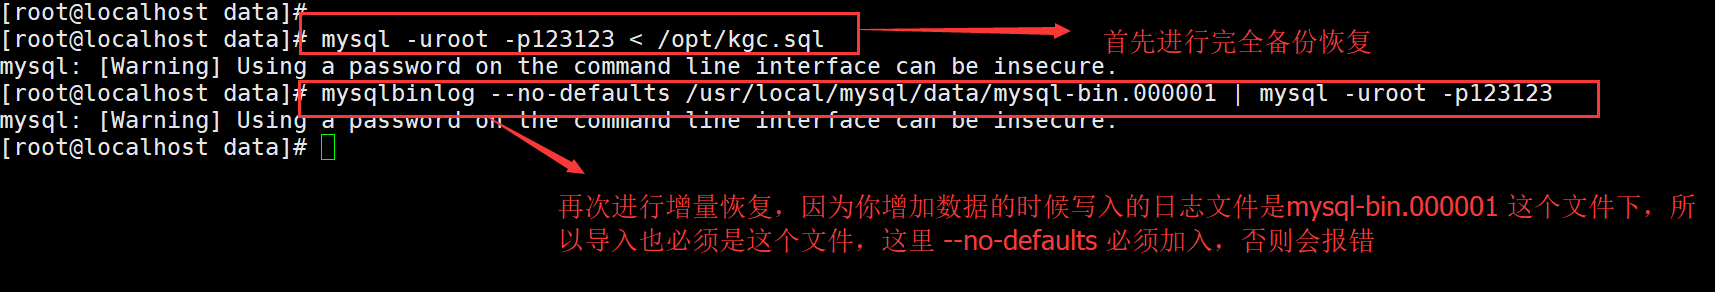 [root@localhost data]#
[root@localhost data]# mysql -uroot -p123123 < /opt/kgc.sql
首先进行完全备份恢复
mysql: [Warning] Using a password on the command line interface can be insecure.
[root@localhost data]# mysqlbinlog --no-defaults /usr/local/mysql/data/mysql-bin.000001 | mysql -uroot -p123123
mysql: [Warning] Using a password on the command line interface can be insecure.
[root@localhost data]#
再次进行增量恢复，因为你增加数据的时候写入的日志文件是mysql-bin.000001 这个文件下，所
以导入也必须是这个文件，这里 --no-defaults 必须加入，否则会报错